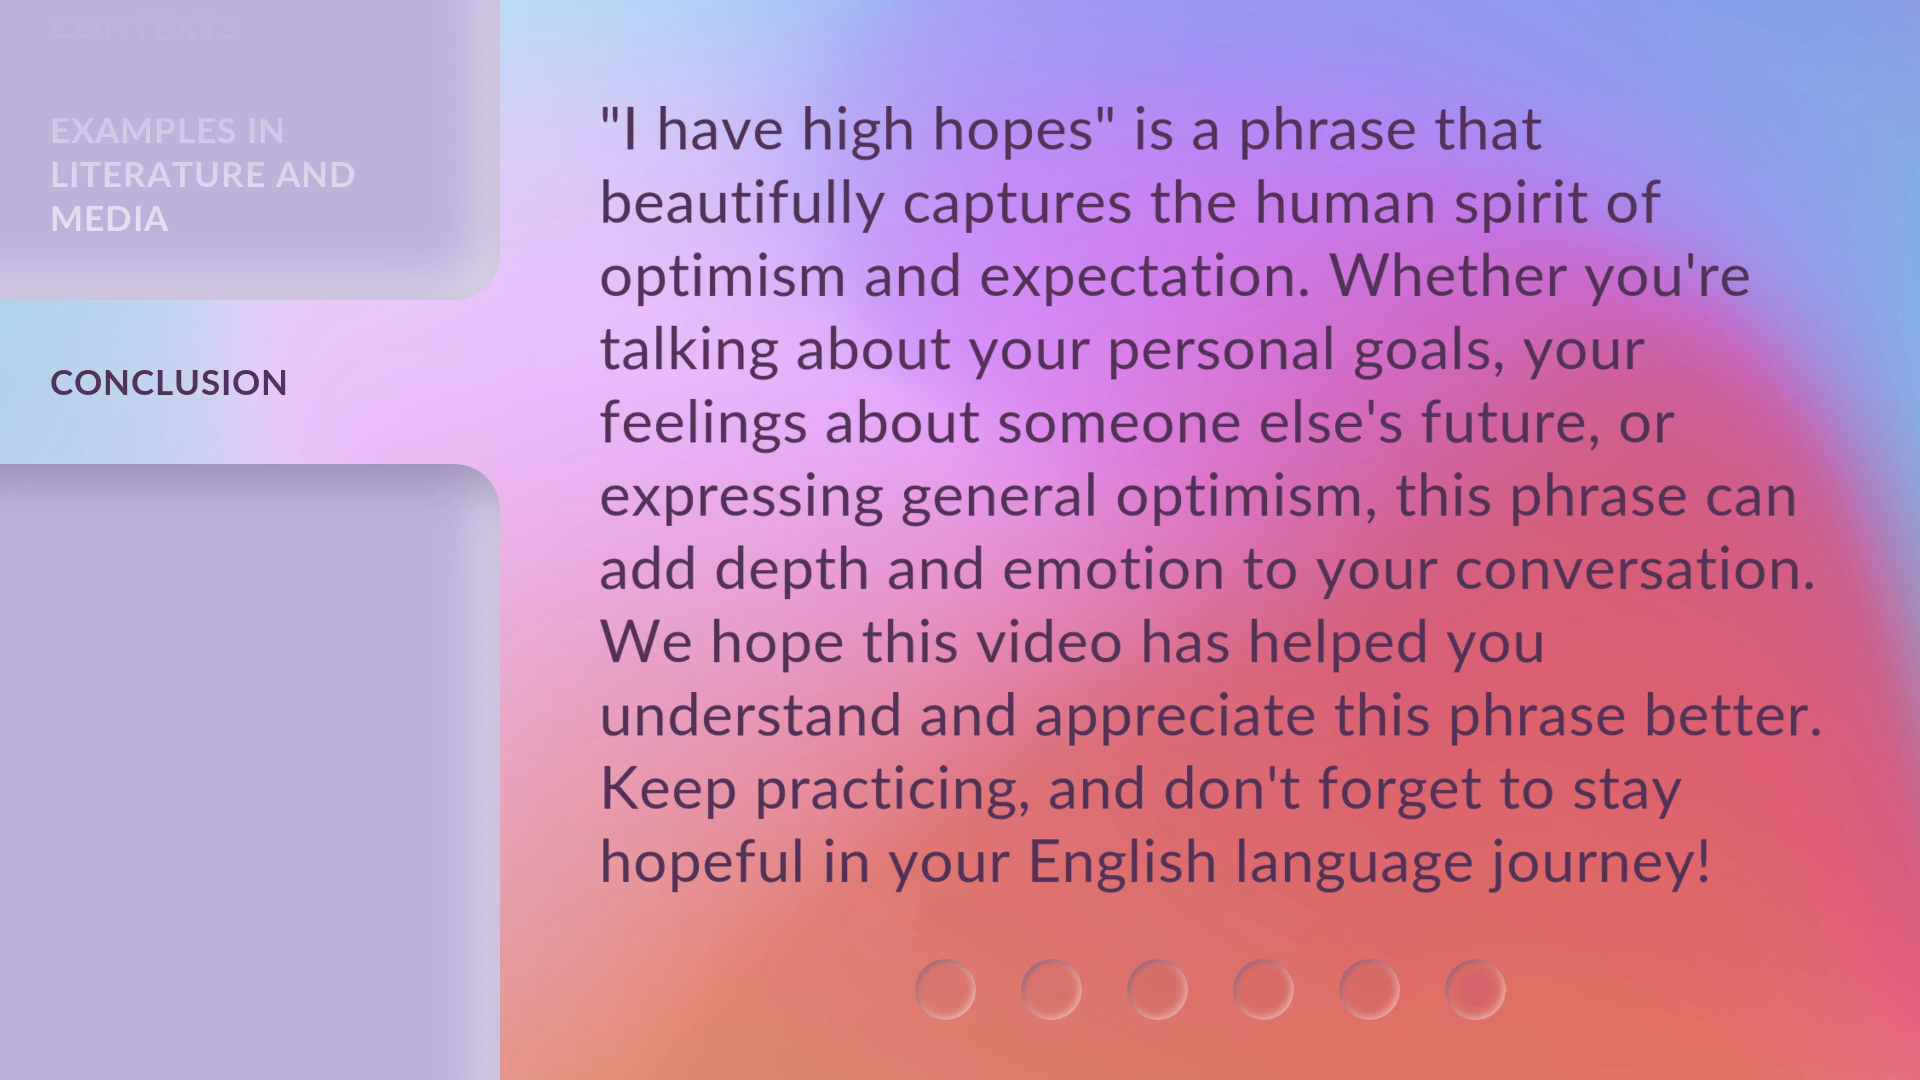 CONTEXTS
EXAMPLES IN
LITERATURE AND
MEDIA
CONCLUSION
"I have high hopes" is a phrase that
beautifully captures the human spirit of
optimism and expectation. Whether you're
talking about your personal goals, your
feelings about someone else's future, or
expressing general optimism, this phrase can
add depth and emotion to your conversation.
We hope this video has helped you
understand and appreciate this phrase better.
Keep practicing, and don't forget to stay
hopeful in your English language journey!